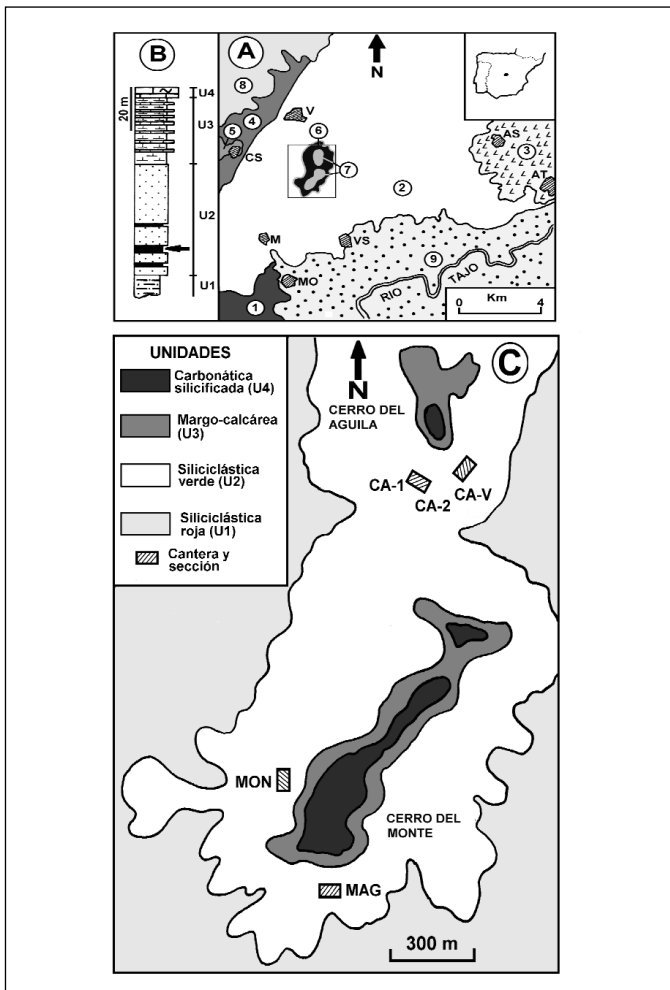 B
20 m
U4
U3
U2
U1
A
N
8
V
5
4
CS
6
7
2
AS
3
AT
M
VS
MO
9
1
RIO
TAJO
Km
0
4
C
UNIDADES
Carbonática
silicificada (U4)
Margo-calcárea
(U3)
Siliciclástica
verde (U2)
Siliciclástica
roja (U1)
Cantera y
sección
N
CERRO DEL
AGUILA
CA-1
CA-2
CA-V
MON
CERRO DEL
MONTE
MAG
300 m